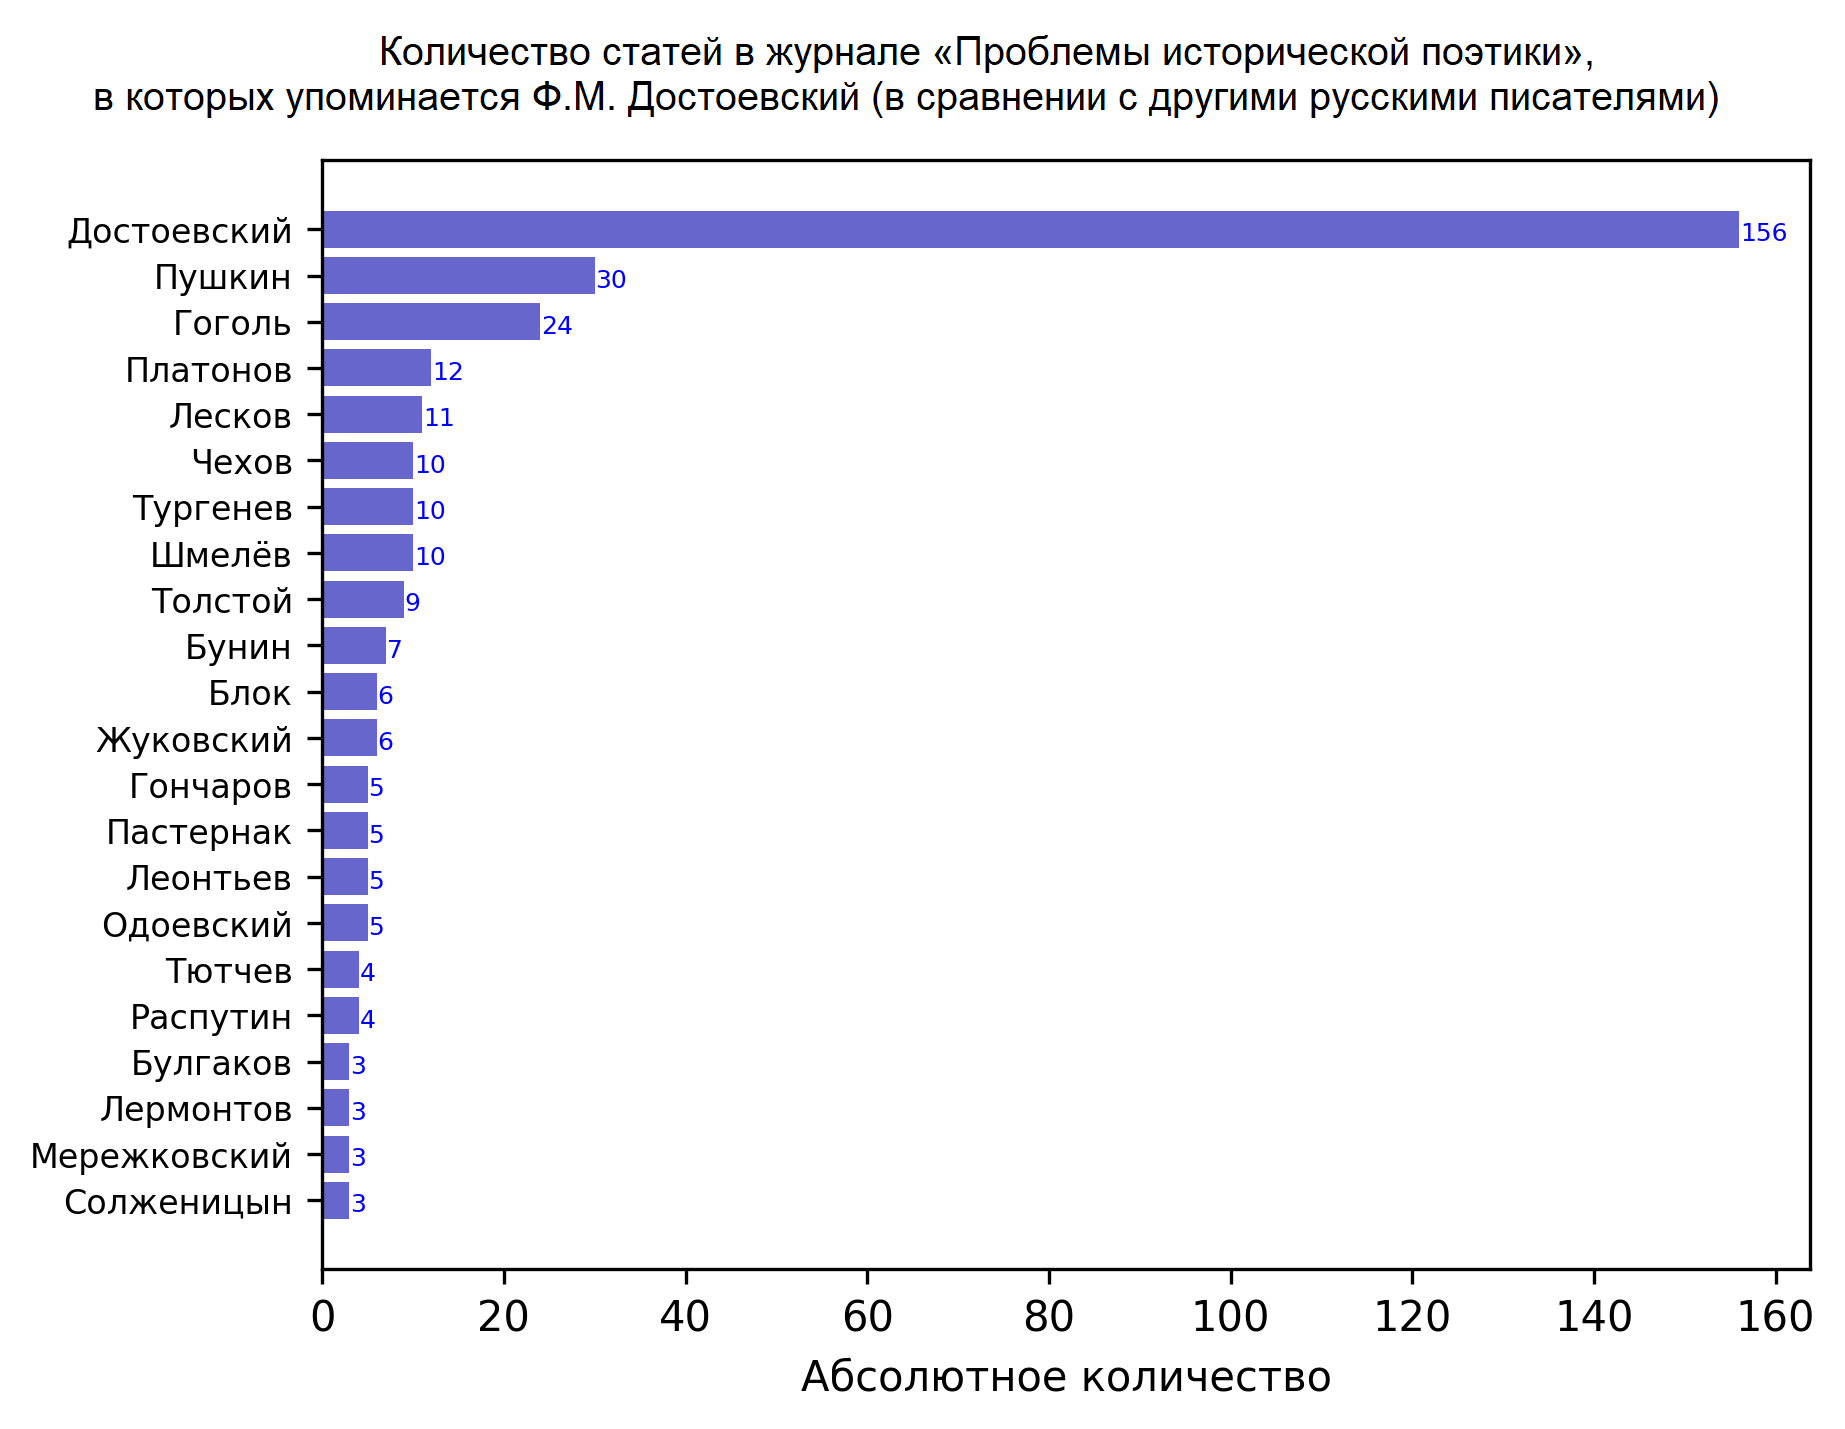 Количество статей в журнале «Проблемы исторической поэтики»,
в которых упоминается Ф.М. Достоевский (в сравнении с другими русскими писателями)
Достоевский 156
Пушкин 30
Гоголь 24
Платонов 12
Лесков 11
Чехов 10
Тургенев 10
Шмелёв 10
Толстой 9
Бунин 7
Блок 6
Жуковский 6
Гончаров 5
Пастернак 5
Леонтьев 5
Одоевский 5
Тютчев 4
Распутин 4
Булгаков 3
Лермонтов 3
Мережковский 3
Солженицын 3
0 20 40 60 80 100 120 140 160
Абсолютное количество